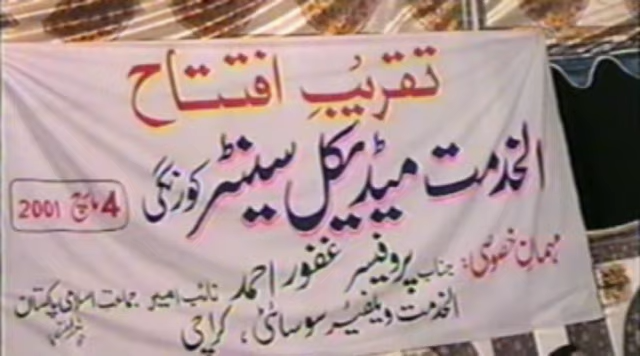 تقریبِ افتتاح
الخدمت میڈیکل سینٹر کورنگی
4 مارچ 2001
مہمانِ خصوصی: جناب پروفیسر غفور احمد نائب امیر جماعت اسلامی پاکستان
الخدمت ویلفیئر سوسائٹی، کراچی